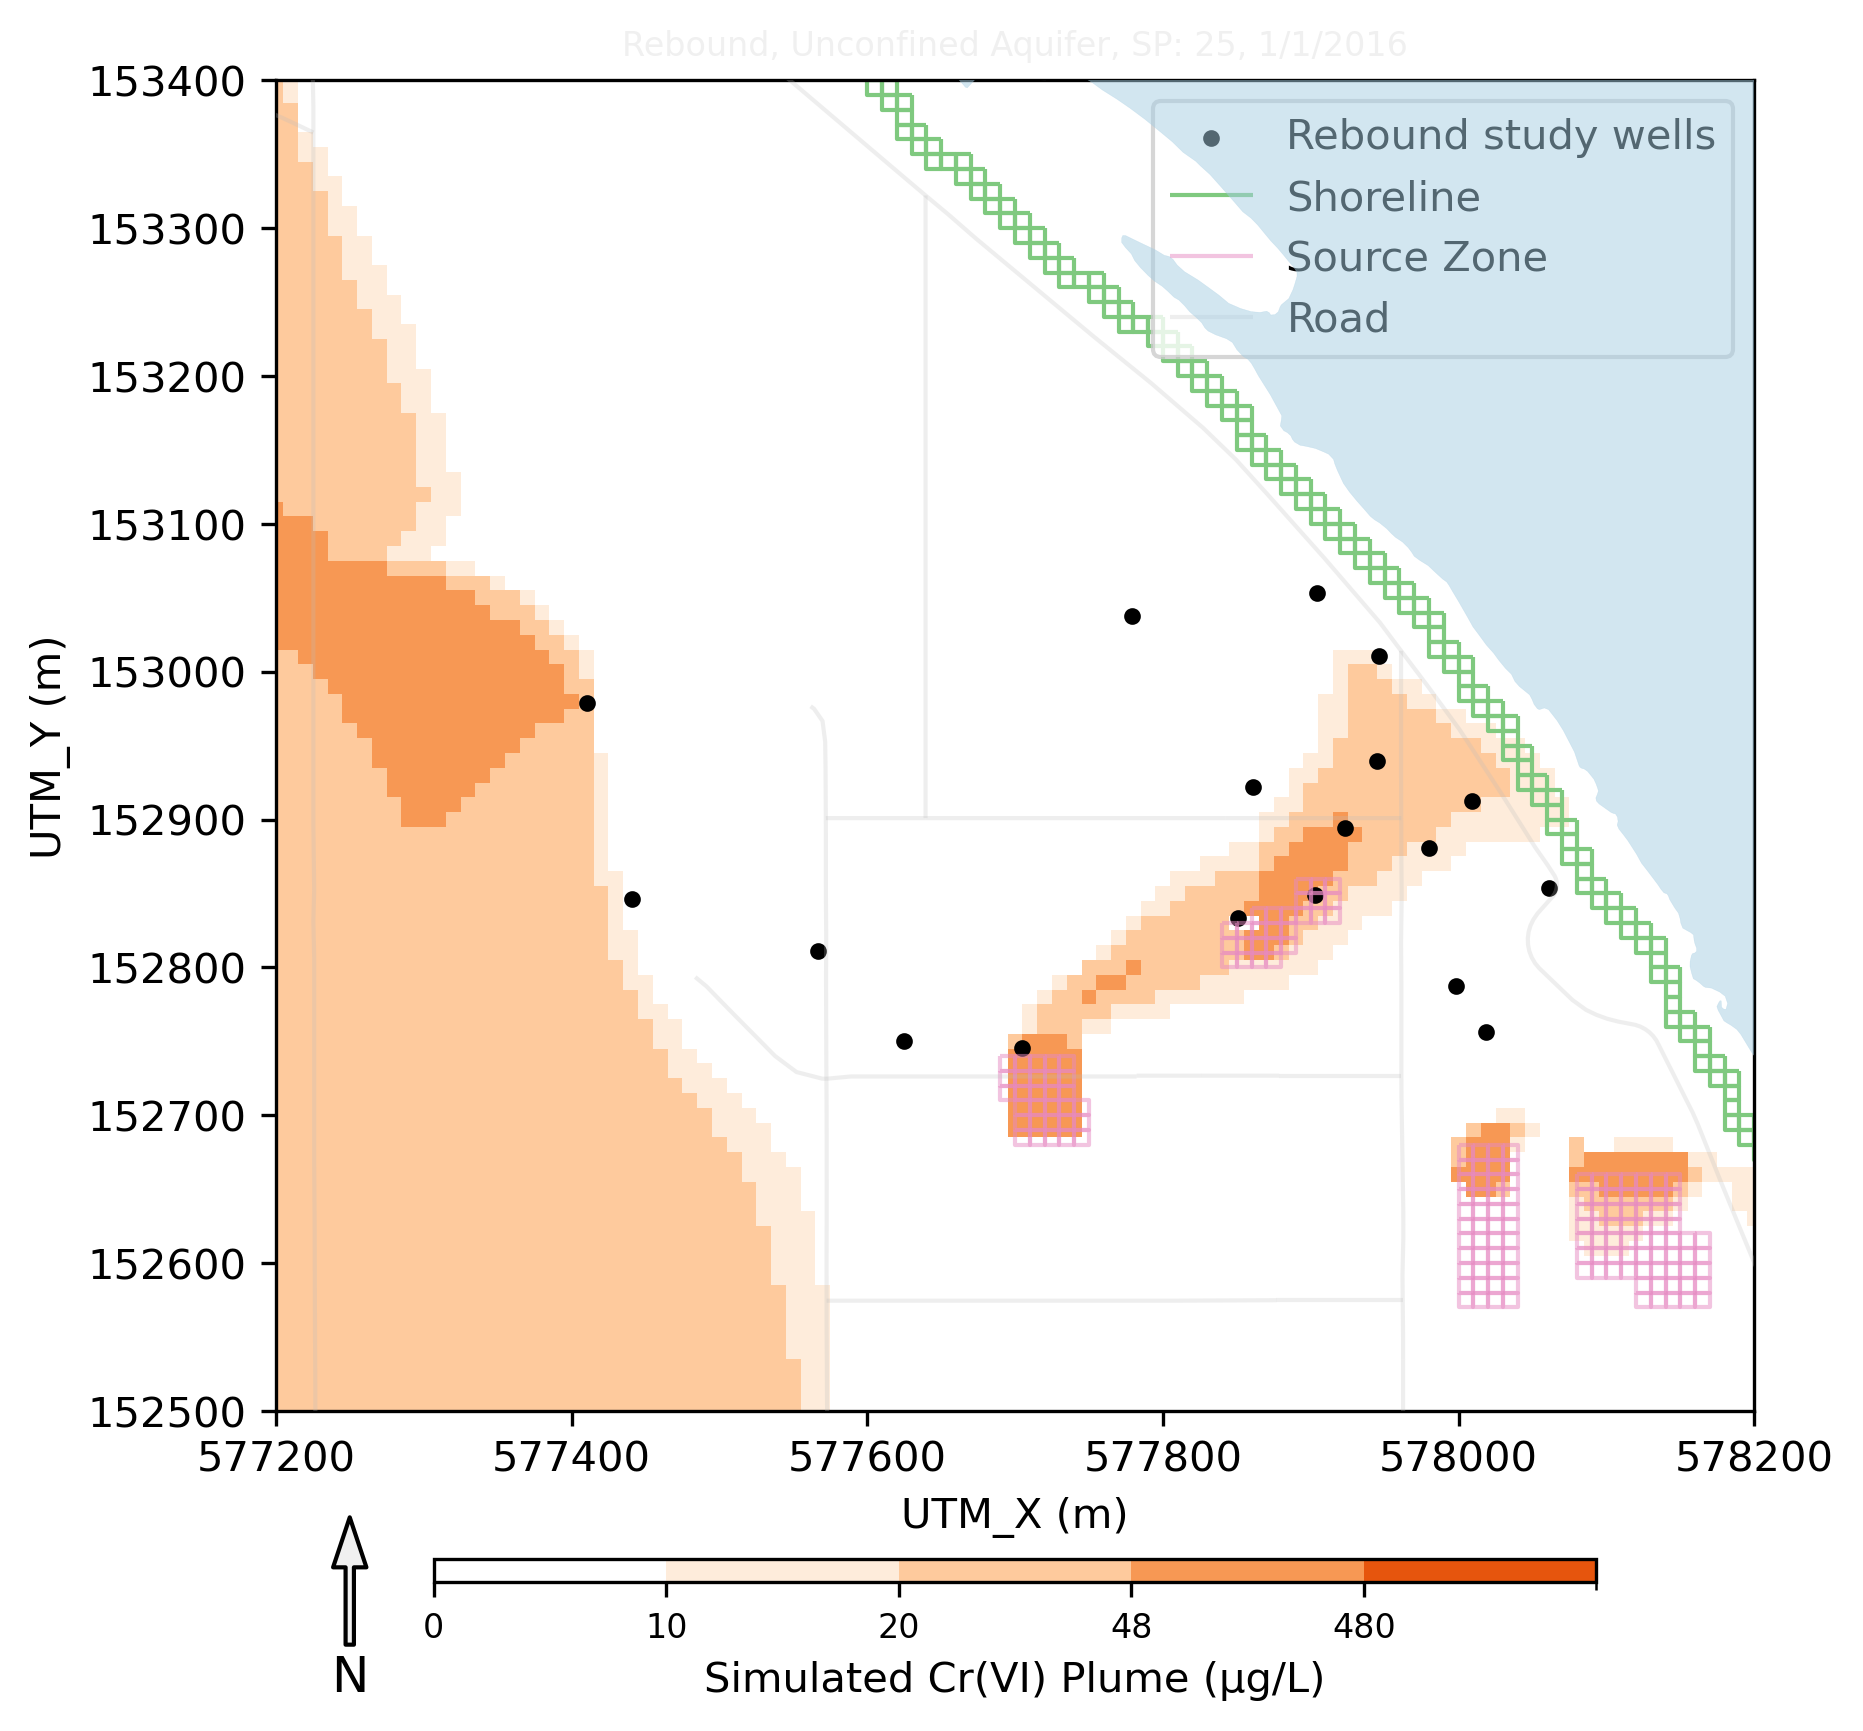 Rebound, Unconfined Aquifer, SP: 25, 1/1/2016
153400
153300
153200
153100
153000
152900
152800
152700
152600
152500
UTM_Y (m)
Rebound study wells
Shoreline
Source Zone
Road
577200 577400 577600 577800 578000 578200
UTM_X (m)
N
0 10 20 48 480
Simulated Cr(VI) Plume (μg/L)